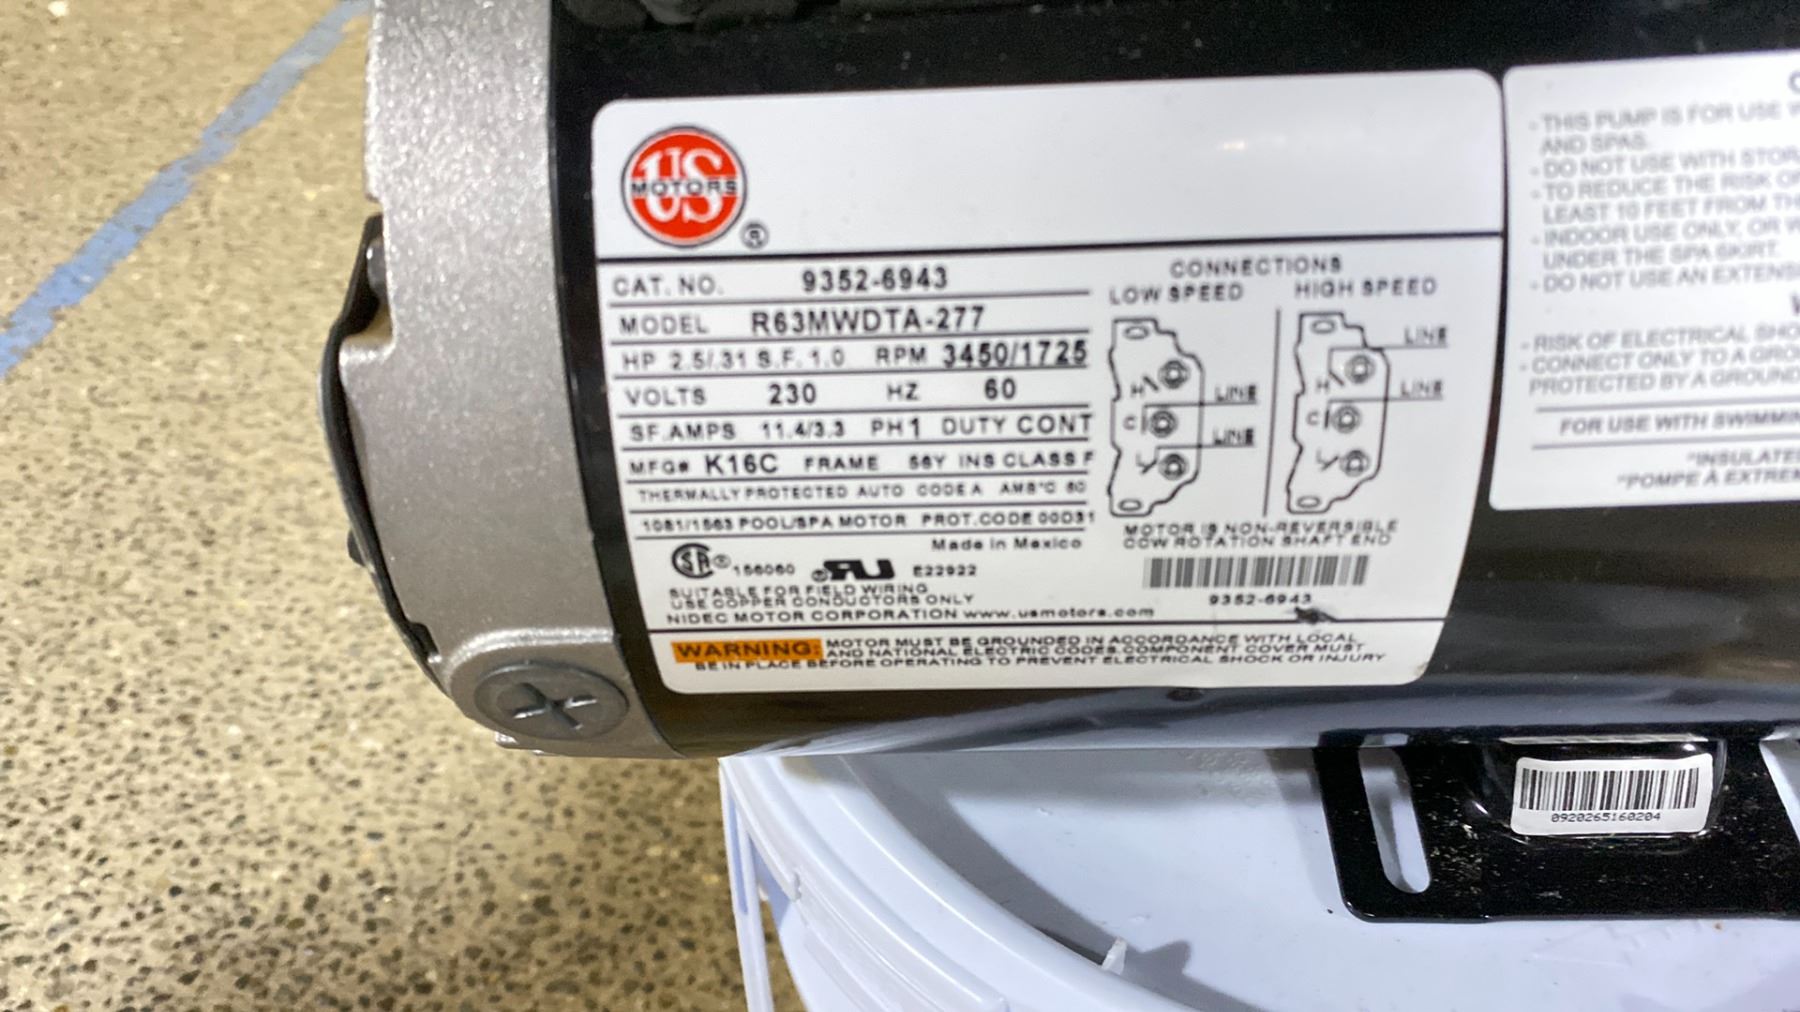 US
MOTORS
®
CAT. NO. 9352-6943
MODEL R63MWDTA-277
HP 2.5/.31 S.F. 1.0 RPM 3450/1725
VOLTS 230 HZ 60
SF. AMPS 11.4/3.3 PH 1 DUTY CONT
MFG# K16C FRAME 56Y INS CLASS F
THERMALLY PROTECTED AUTO CODE A AMB°C 60
1081/1563 POOL/SPA MOTOR PROT. CODE 00D31
Made in Mexico
® 156060 ® E22922
SUITABLE FOR FIELD WIRING
USE COPPER CONDUCTORS ONLY
NIDEC MOTOR CORPORATION www.usmotors.com
CONNECTIONS
LOW SPEED HIGH SPEED
H
C LINE
L LINE
LINE
H LINE
C
L
MOTOR IS NON-REVERSIBLE
CCW ROTATION SHAFT END
9352-6943
WARNING: MOTOR MUST BE GROUNDED IN ACCORDANCE WITH LOCAL
AND NATIONAL ELECTRIC CODES. COMPONENT COVER MUST
BE IN PLACE BEFORE OPERATING TO PREVENT ELECTRICAL SHOCK OR INJURY
- THIS PUMP IS FOR USE
AND SPAS.
- DO NOT USE WITH
- TO REDUCE THE RISK
LEAST 10 FEET FROM
- INDOOR USE ONLY, OR
UNDER THE SPA SKIRT.
- DO NOT USE AN
- RISK OF ELECTRICAL
- CONNECT ONLY TO A
PROTECTED BY A
FOR USE WITH
"POMPE À
0920265160204